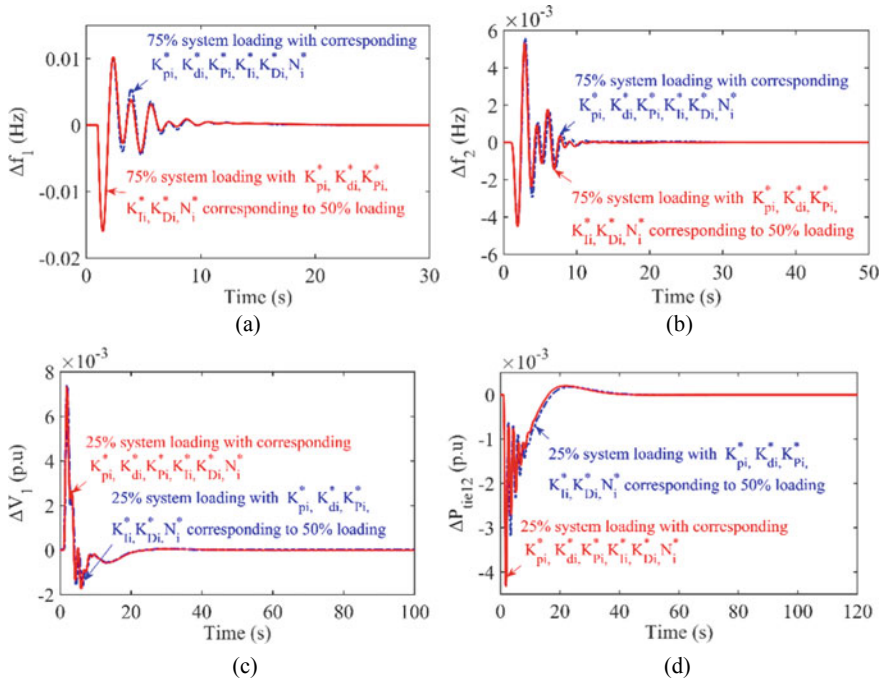 75% system loading with corresponding
K*pi, K*di, K*Pi, K*Ii, K*Di, N*i
75% system loading with K*pi, K*di, K*Pi,
K*Ii, K*Di, N*i corresponding to 50% loading
0.01
0
-0.01
-0.02
Δf1 (Hz)
0
10
20
30
Time (s)
(a)
×10-3
75% system loading with corresponding
K*pi, K*di, K*Pi, K*Ii, K*Di, N*i
75% system loading with K*pi, K*di, K*Pi,
K*Ii, K*Di, N*i corresponding to 50% loading
6
4
2
0
-2
-4
-6
Δf2 (Hz)
0
10
20
30
40
50
Time (s)
(b)
×10-3
25% system loading with corresponding
K*pi, K*di, K*Pi, K*Ii, K*Di, N*i
25% system loading with K*pi, K*di, K*Pi,
K*Ii, K*Di, N*i corresponding to 50% loading
8
6
4
2
0
-2
ΔV1 (p.u)
0
20
40
60
80
100
Time (s)
(c)
×10-3
25% system loading with K*pi, K*di, K*Pi,
K*Ii, K*Di, N*i corresponding to 50% loading
25% system loading with corresponding
K*pi, K*di, K*Pi, K*Ii, K*Di, N*i
0
-1
-2
-3
-4
ΔPtie12 (p.u)
0
20
40
60
80
100
120
Time (s)
(d)